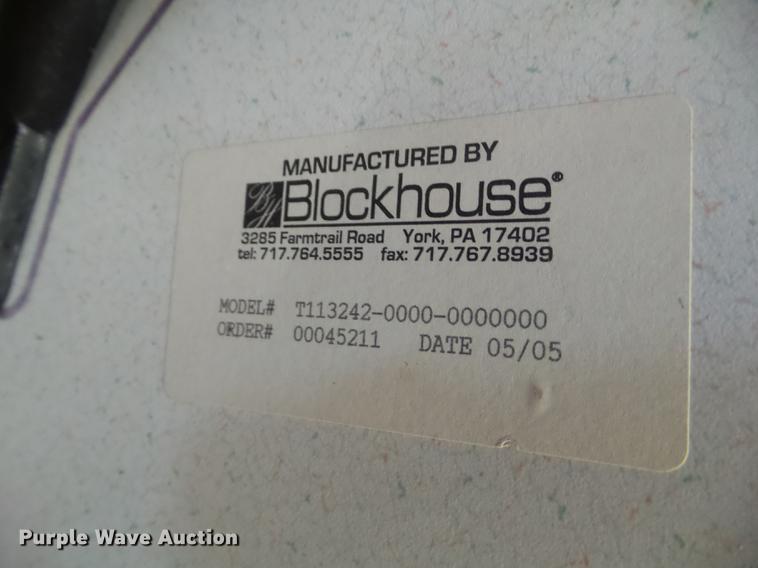 MANUFACTURED BY
BH Blockhouse®
3285 Farmtrail Road York, PA 17402
tel: 717.764.5555 fax: 717.767.8939
MODEL# T113242-0000-0000000
ORDER# 00045211 DATE 05/05
Purple Wave Auction